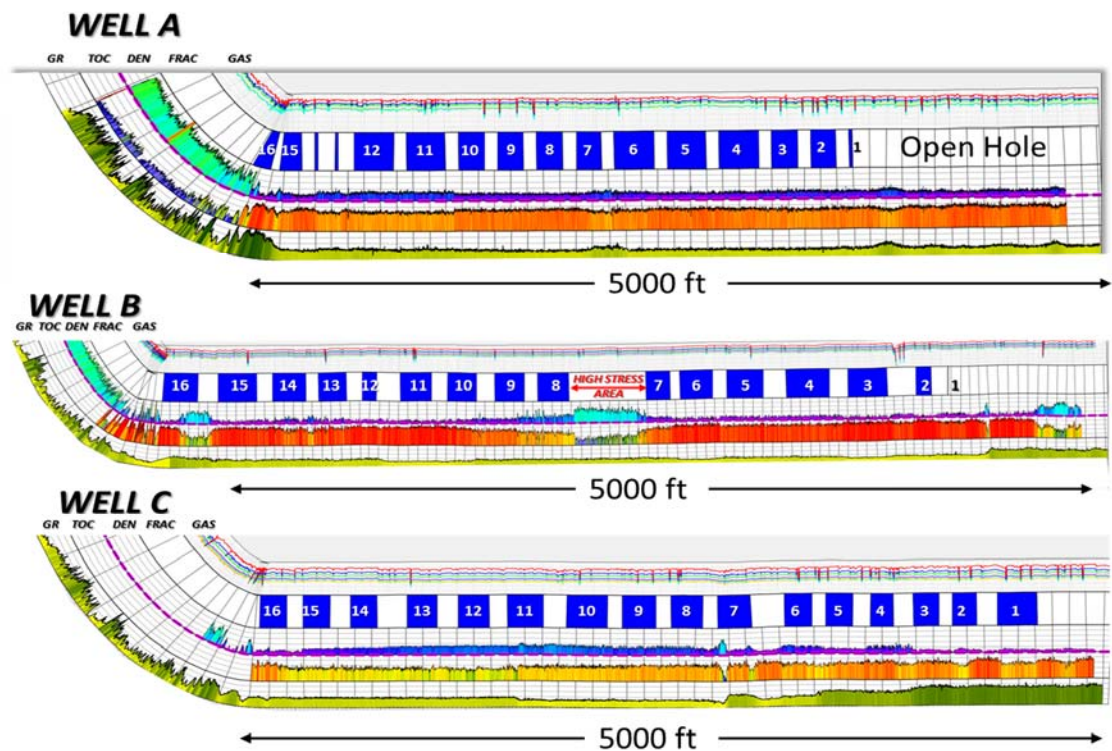 WELL A
GR TOC DEN FRAC GAS
16 15 12 11 10 9 8 7 6 5 4 3 2 1 Open Hole
5000 ft
WELL B
GR TOC DEN FRAC GAS
16 15 14 13 12 11 10 9 8 HIGH STRESS 7 6 5 4 3 2 1
AREA
5000 ft
WELL C
GR TOC DEN FRAC GAS
16 15 14 13 12 11 10 9 8 7 6 5 4 3 2 1
5000 ft